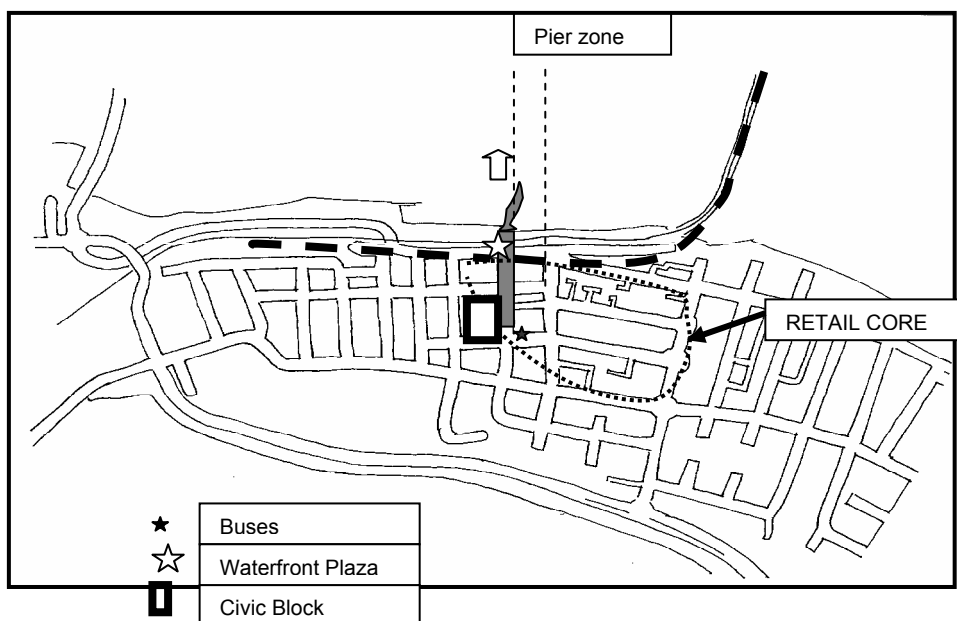 Pier zone
RETAIL CORE
Buses
Waterfront Plaza
Civic Block